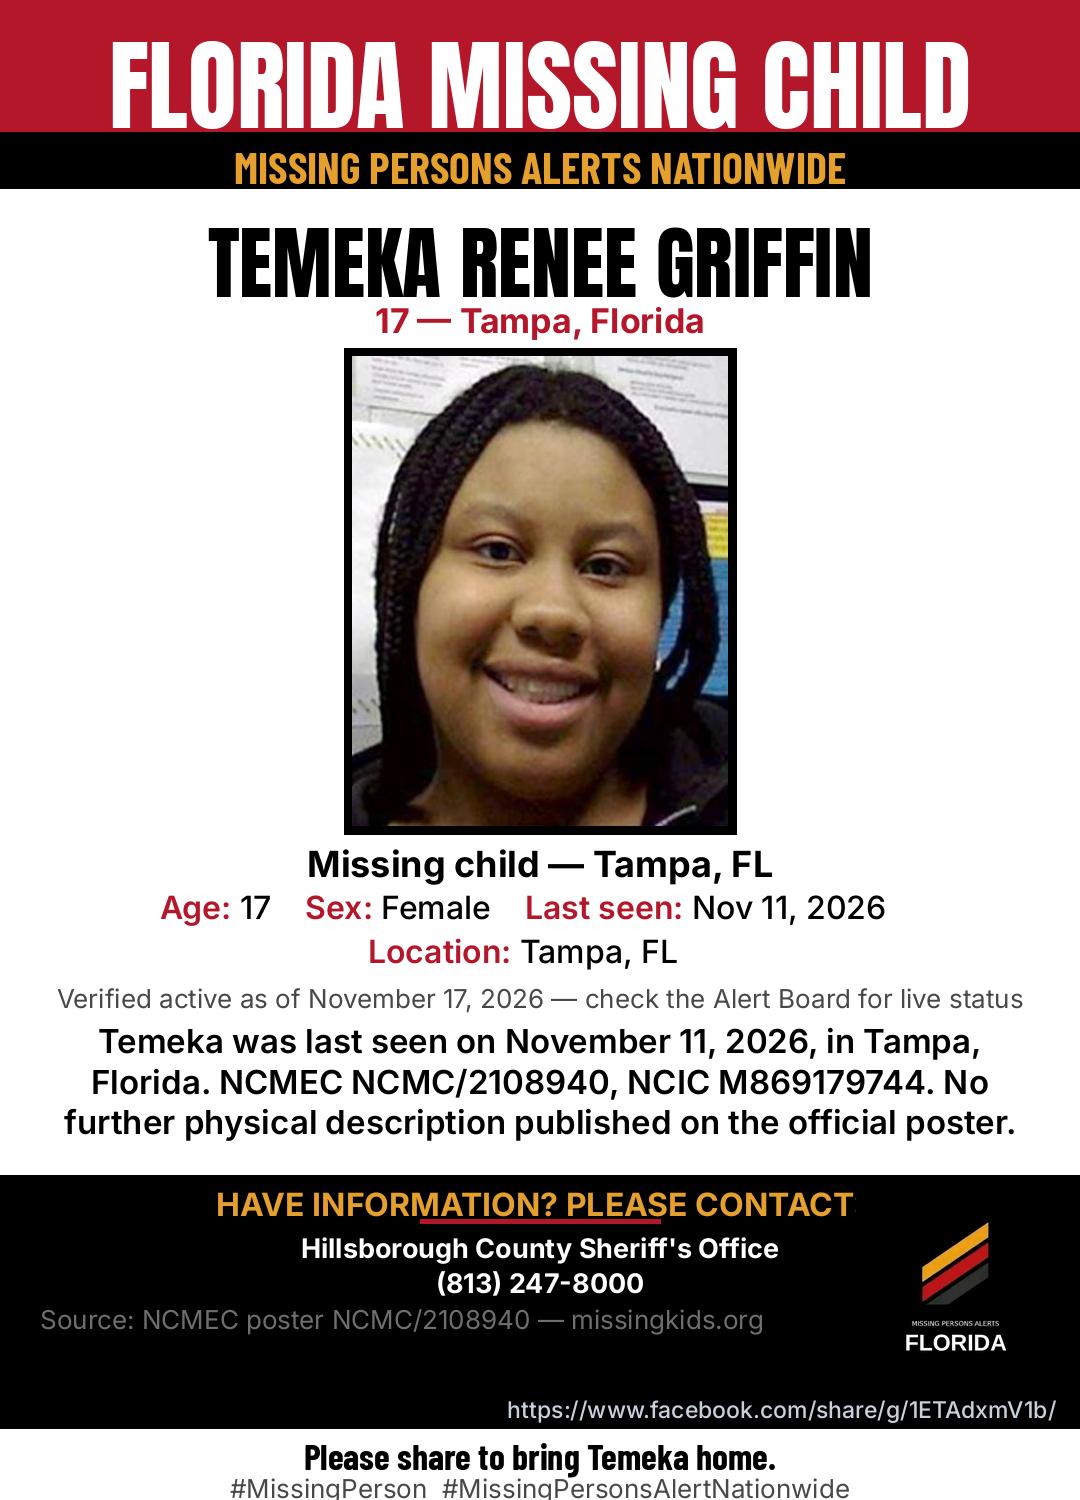 FLORIDA MISSING CHILD
MISSING PERSONS ALERTS NATIONWIDE
TEMEKA RENEE GRIFFIN
17 — Tampa, Florida
Missing child — Tampa, FL
Age: 17 Sex: Female Last seen: Nov 11, 2026
Location: Tampa, FL
Verified active as of November 17, 2026 — check the Alert Board for live status
Temeka was last seen on November 11, 2026, in Tampa,
Florida. NCMEC NCMC/2108940, NCIC M869179744. No
further physical description published on the official poster.
HAVE INFORMATION? PLEASE CONTACT:
Hillsborough County Sheriff's Office
(813) 247-8000
Source: NCMEC poster NCMC/2108940 — missingkids.org
MISSING PERSONS ALERTS
FLORIDA
https://www.facebook.com/share/g/1ETAdxmV1b/
Please share to bring Temeka home.
#MissingPerson #MissingPersonsAlertNationwide